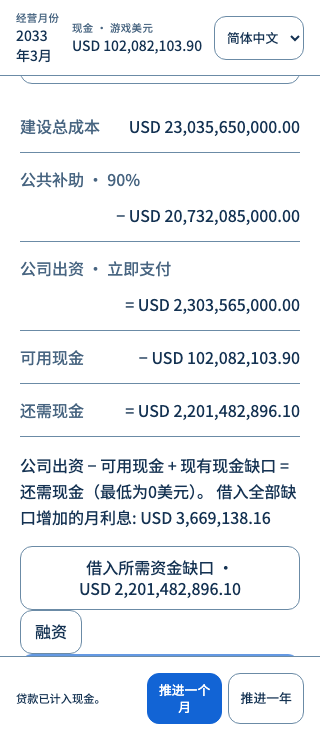 经营月份
2033
年3月
现金 · 游戏美元
USD 102,082,103.90
简体中文
建设总成本 USD 23,035,650,000.00
公共补助 · 90%
− USD 20,732,085,000.00
公司出资 · 立即支付
= USD 2,303,565,000.00
可用现金 − USD 102,082,103.90
还需现金 = USD 2,201,482,896.10
公司出资 − 可用现金 + 现有现金缺口 =
还需现金（最低为0美元）。 借入全部缺
口增加的月利息: USD 3,669,138.16
借入所需资金缺口 ·
USD 2,201,482,896.10
融资
贷款已计入现金。
推进一个
月
推进一年